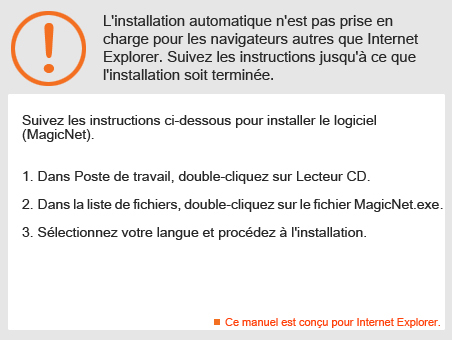 L'installation automatique n'est pas prise en
charge pour les navigateurs autres que Internet
Explorer. Suivez les instructions jusqu'à ce que
l'installation soit terminée.
Suivez les instructions ci-dessous pour installer le logiciel
(MagicNet).
1. Dans Poste de travail, double-cliquez sur Lecteur CD.
2. Dans la liste de fichiers, double-cliquez sur le fichier MagicNet.exe.
3. Sélectionnez votre langue et procédez à l'installation.
Ce manuel est conçu pour Internet Explorer.